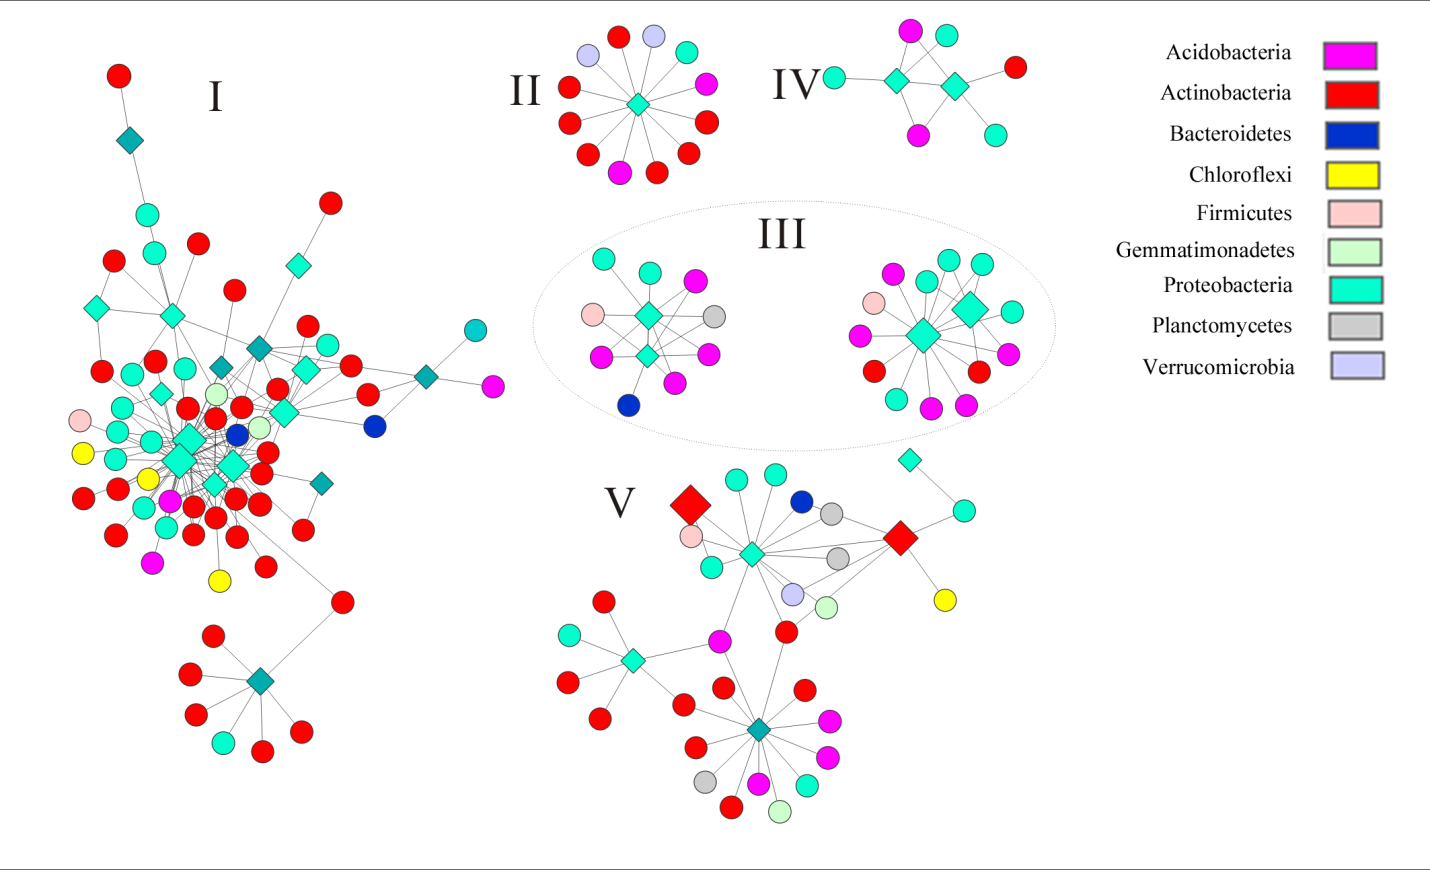 I
II
IV
III
V
Acidobacteria
Actinobacteria
Bacteroidetes
Chloroflexi
Firmicutes
Gemmatimonadetes
Proteobacteria
Planctomycetes
Verrucomicrobia